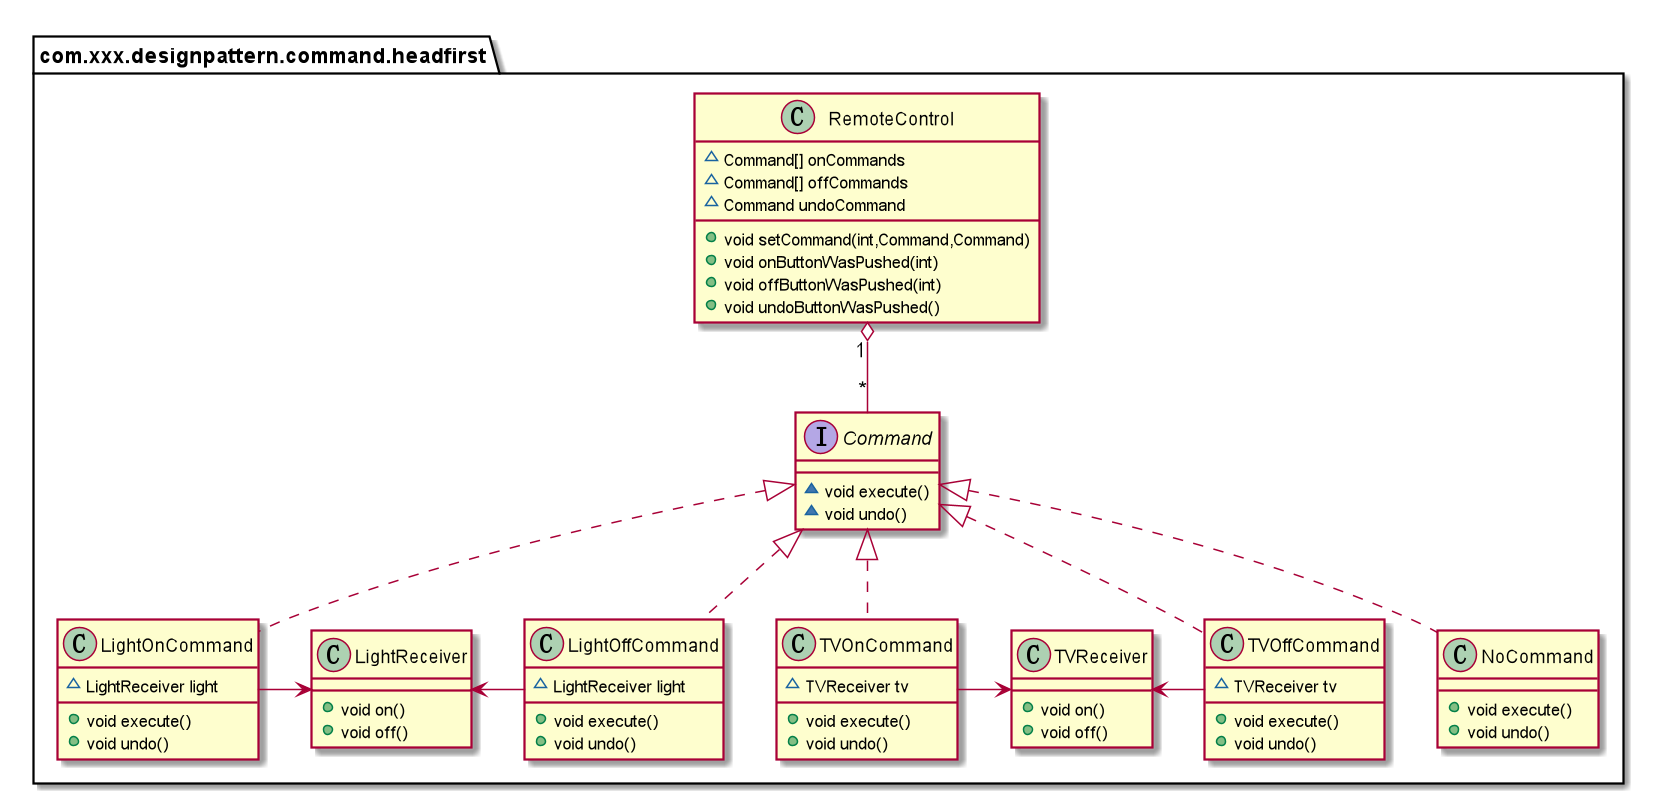 com.xxx.designpattern.command.headfirst
C RemoteControl
Command[] onCommands
Command[] offCommands
Command undoCommand
void setCommand(int,Command,Command)
void onButtonWasPushed(int)
void offButtonWasPushed(int)
void undoButtonWasPushed()
1
*
I Command
void execute()
void undo()
C LightOnCommand
LightReceiver light
void execute()
void undo()
C LightReceiver
void on()
void off()
C LightOffCommand
LightReceiver light
void execute()
void undo()
C TVOnCommand
TVReceiver tv
void execute()
void undo()
C TVReceiver
void on()
void off()
C TVOffCommand
TVReceiver tv
void execute()
void undo()
C NoCommand
void execute()
void undo()